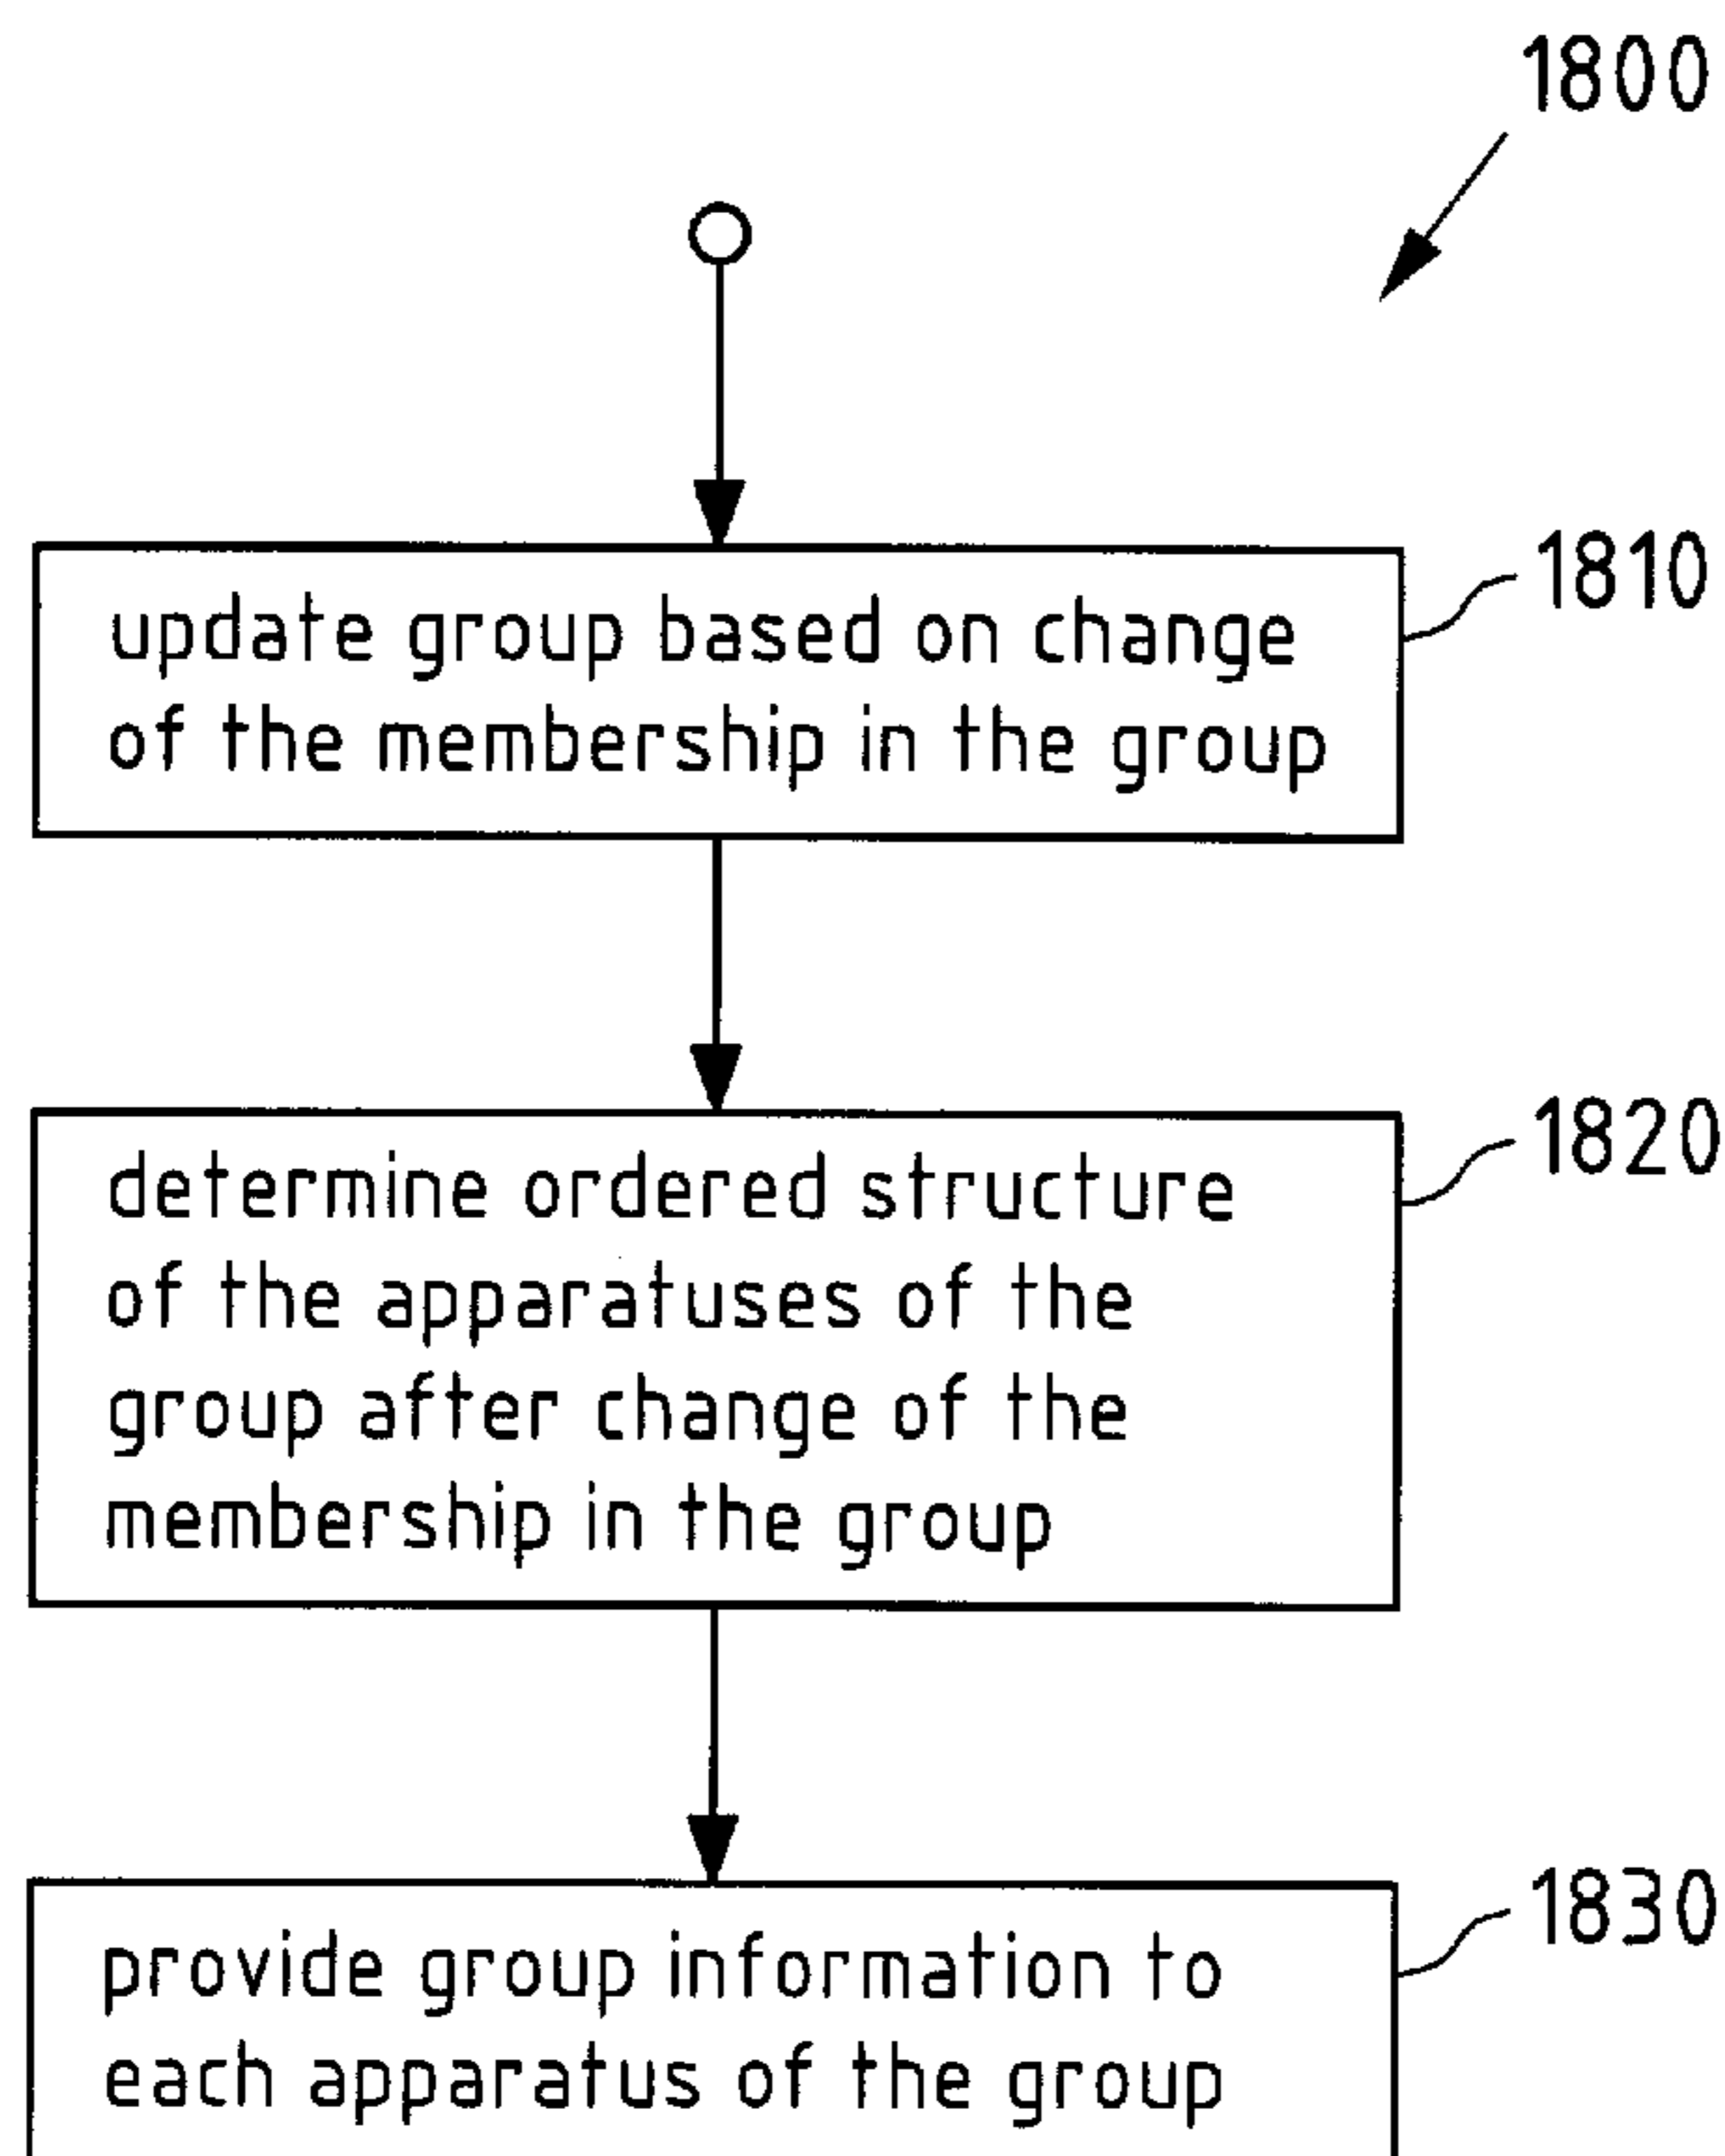 1800
update group based on change
of the membership in the group
1810
determine ordered structure
of the apparatuses of the
group after change of the
membership in the group
1820
provide group information to
each apparatus of the group
1830